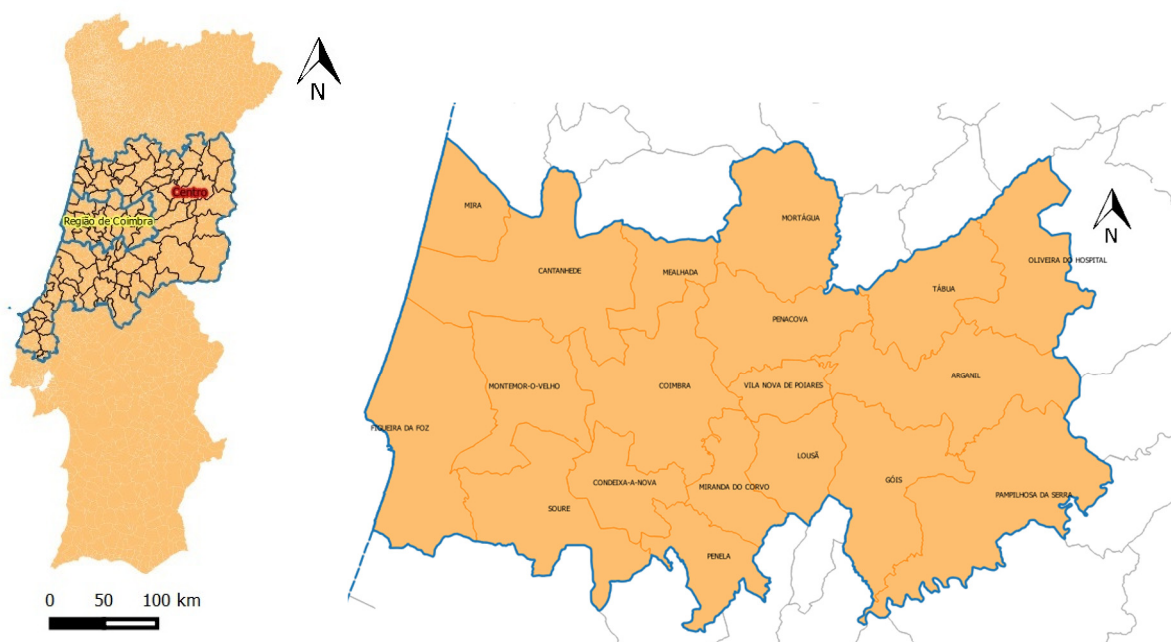 N
Centro
Região de Coimbra
0 50 100 km
N
MIRA
MORTÁGUA
CANTANHEDE
MEALHADA
OLIVEIRA DO HOSPITAL
TÁBUA
PENACOVA
ARGANIL
MONTEMOR-O-VELHO
COIMBRA
VILA NOVA DE POIARES
FIGUEIRA DA FOZ
LOUSÃ
CONDEIXA-A-NOVA
MIRANDA DO CORVO
GÓIS
PAMPILHOSA DA SERRA
SOURE
PENELA